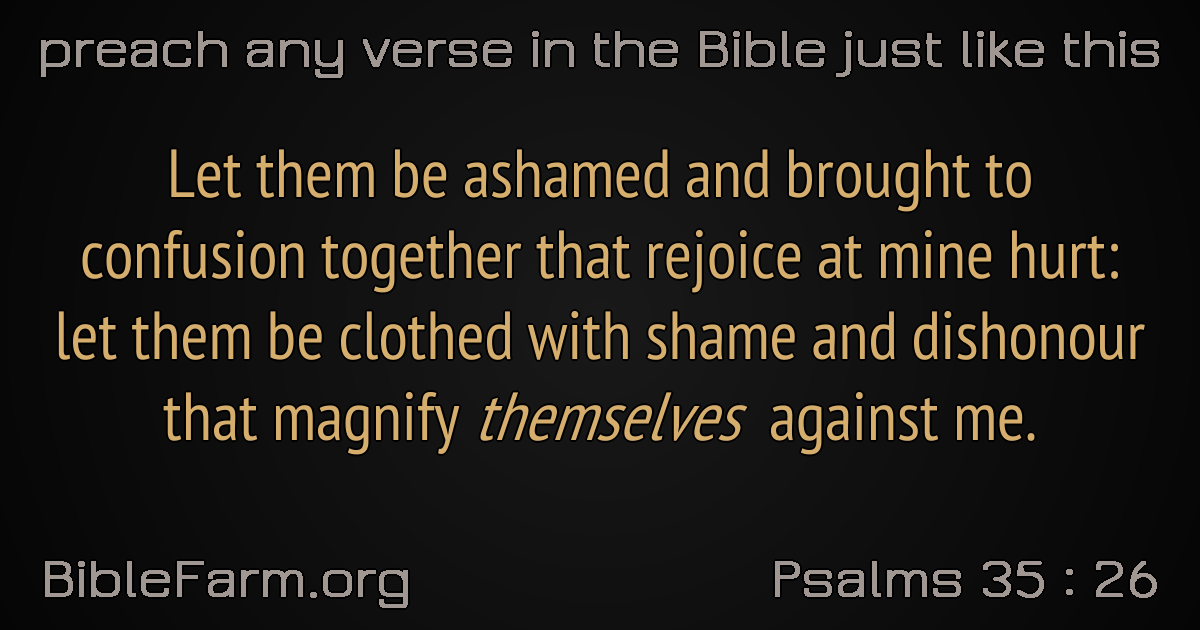 preach any verse in the Bible just like this
Let them be ashamed and brought to
confusion together that rejoice at mine hurt:
let them be clothed with shame and dishonour
that magnify themselves against me.
BibleFarm.org
Psalms 35 : 26